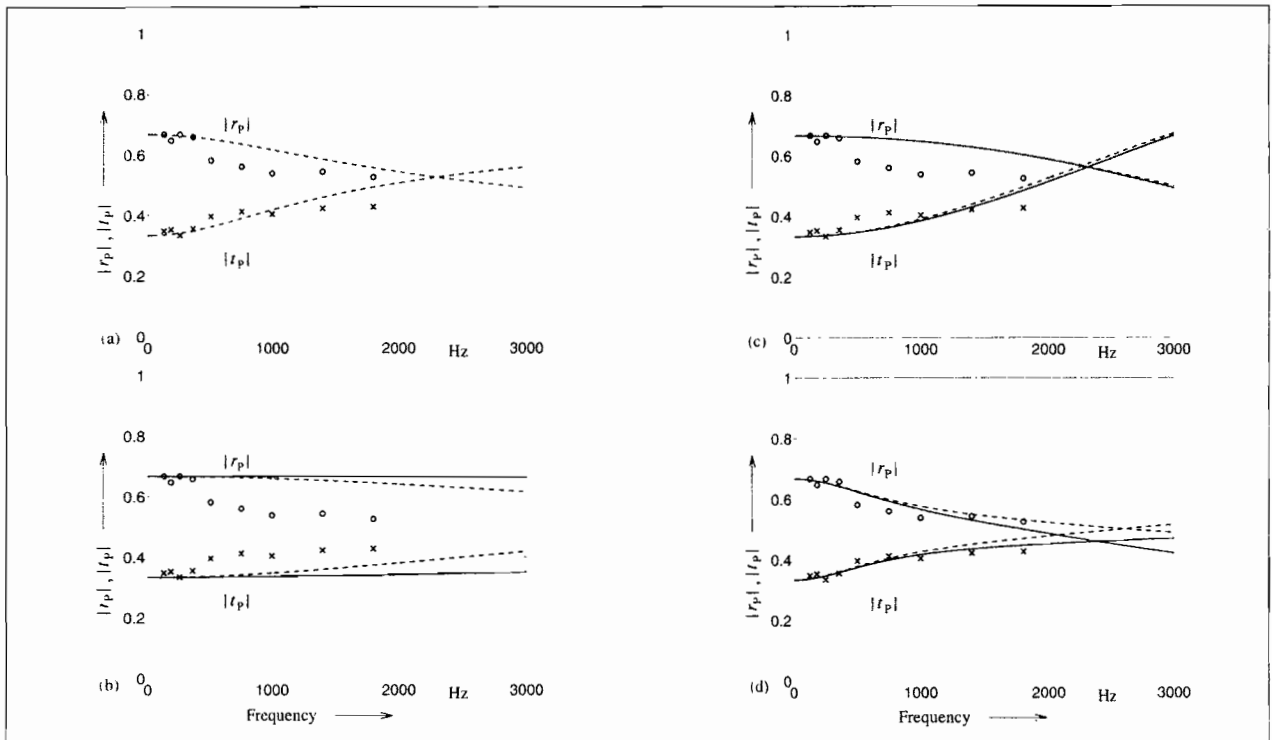 1
0.8
0.6
0.4
0.2
0
|r_P|
|t_P|
|r_P| , |t_P|
(a)
0
1000
2000
Hz
3000
1
0.8
0.6
0.4
0.2
0
|r_P|
|t_P|
|r_P| , |t_P|
(b)
0
1000
2000
Hz
3000
Frequency
1
0.8
0.6
0.4
0.2
0
|r_P|
|t_P|
|r_P| , |t_P|
(c)
0
1000
2000
Hz
3000
1
0.8
0.6
0.4
0.2
0
|r_P|
|t_P|
|r_P| , |t_P|
(d)
0
1000
2000
Hz
3000
Frequency